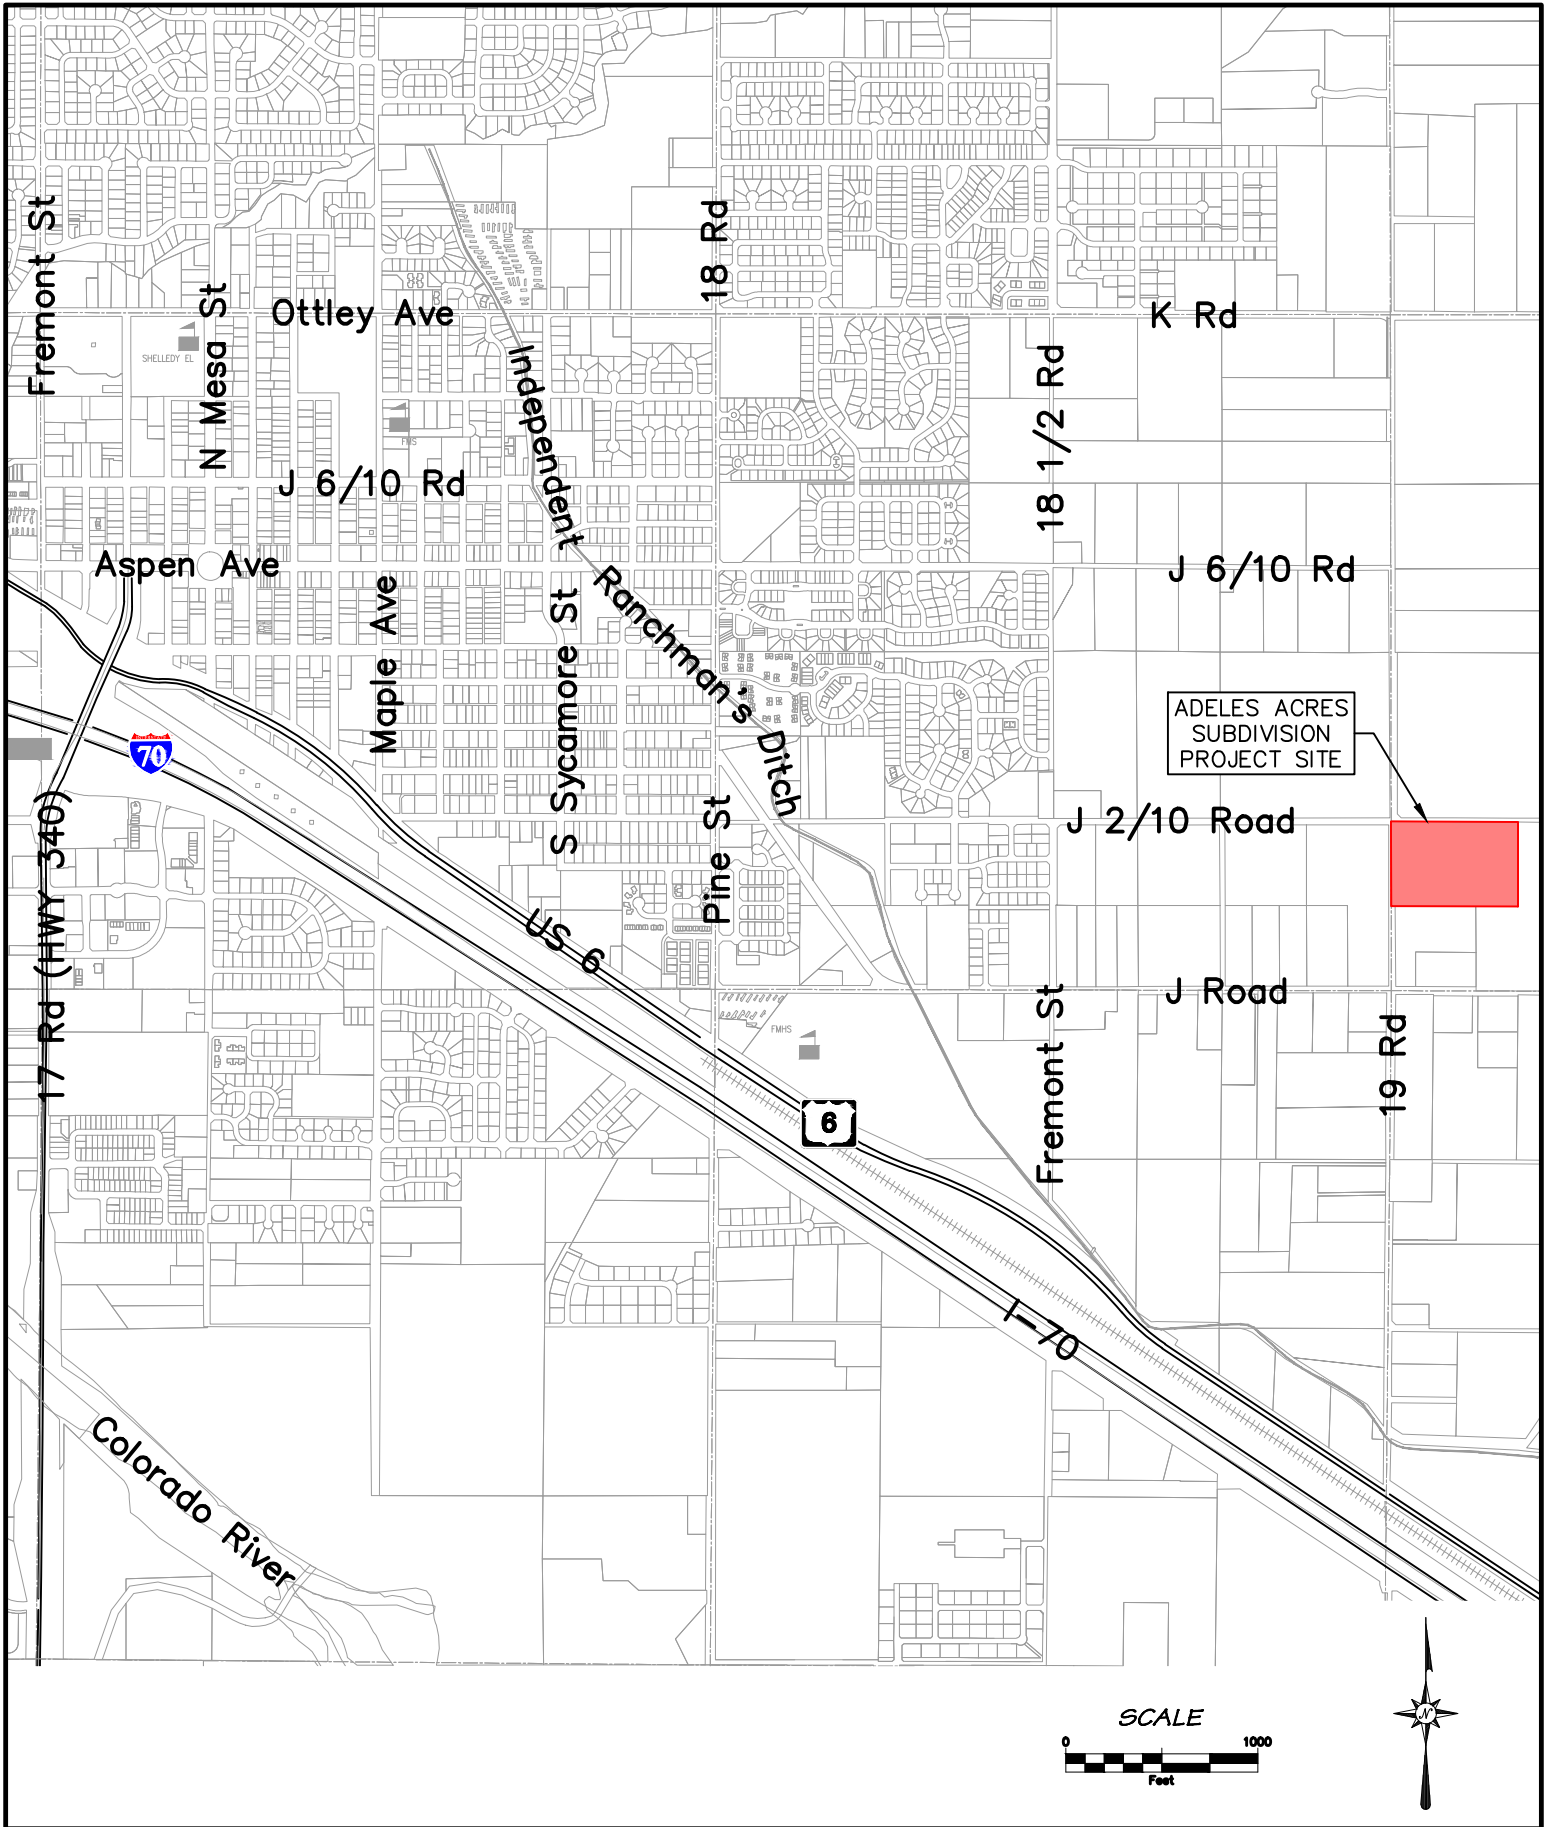 Fremont St
N Mesa St
Ottley Ave
18 Rd
K Rd
SHELLEDY EL
Independent
Ranchman's'
Ditch
FMS
18 1/2 Rd
J 6/10 Rd
Aspen Ave
J 6/10 Rd
Maple Ave
S Sycamore St
70
ADELES ACRES
SUBDIVISION
PROJECT SITE
17 Rd (HWY 340)
Pine St
J 2/10 Road
US 6
J Road
FMHS
Fremont St
19 Rd
6
I-70
Colorado River
SCALE
0 1000
Feet
N